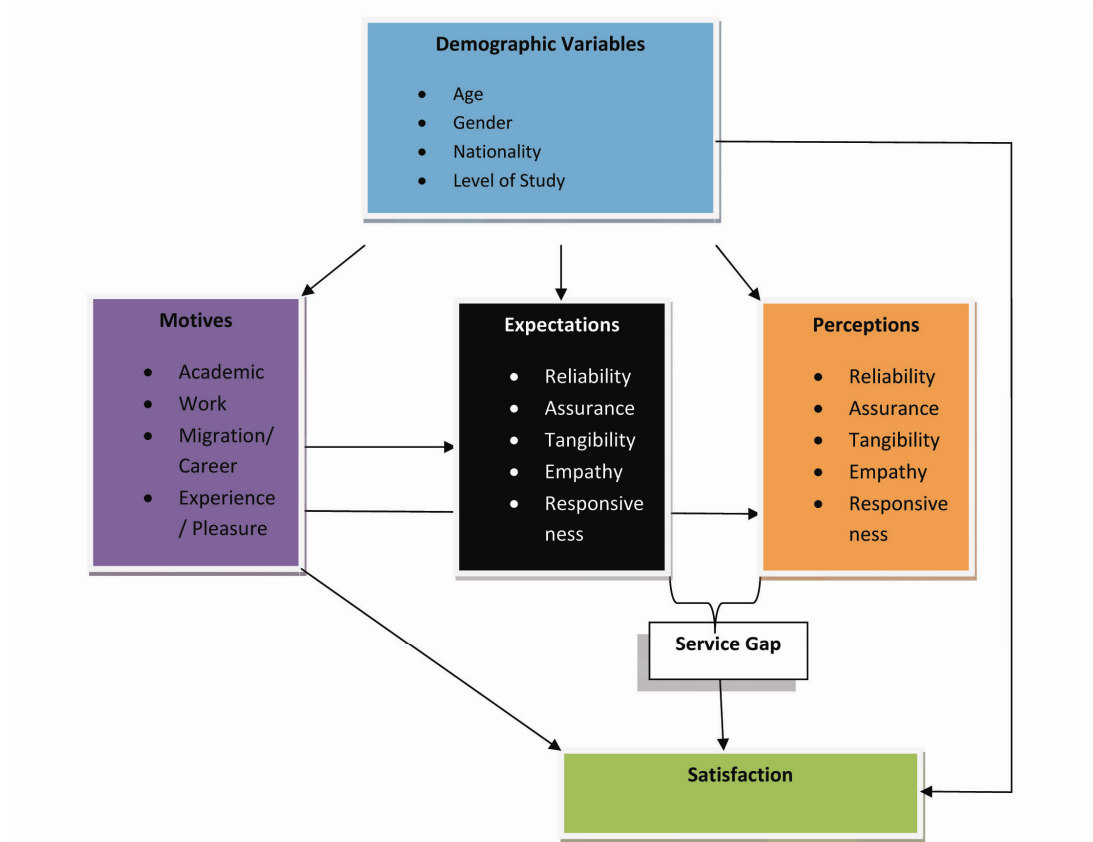 Demographic Variables
• Age
• Gender
• Nationality
• Level of Study
Motives
• Academic
• Work
• Migration/
Career
• Experience
/ Pleasure
Expectations
• Reliability
• Assurance
• Tangibility
• Empathy
• Responsive
ness
Perceptions
• Reliability
• Assurance
• Tangibility
• Empathy
• Responsive
ness
Service Gap
Satisfaction